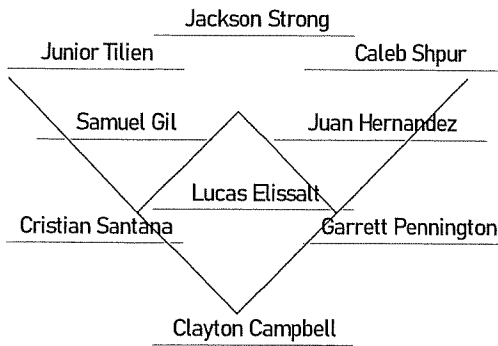 Jackson Strong
Junior Tilien
Caleb Shpur
Samuel Gil
Juan Hernandez
Lucas Elissalt
Cristian Santana
Garrett Pennington
Clayton Campbell